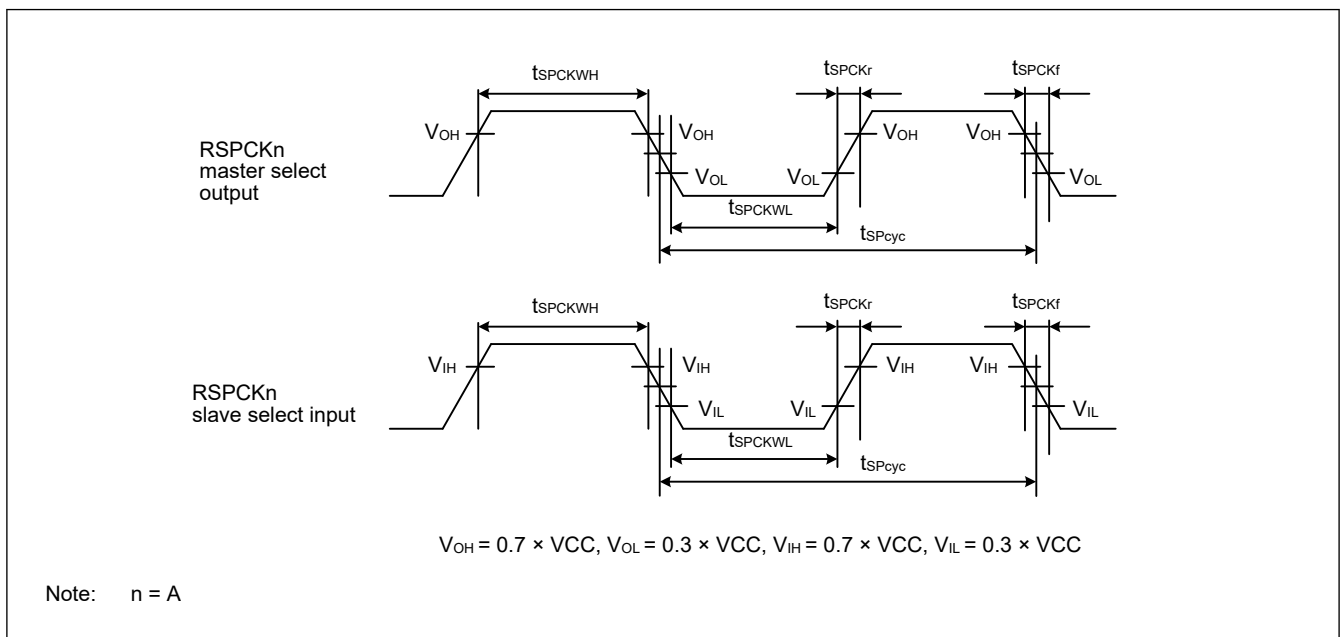 tSPCKWH
tSPCKr
tSPCKf
VOH
VOH
VOH
VOH
RSPCKn
master select
output
VOL
VOL
VOL
tSPCKWL
tSPcyc
tSPCKWH
tSPCKr
tSPCKf
VIH
VIH
VIH
VIH
RSPCKn
slave select input
VIL
VIL
VIL
tSPCKWL
tSPcyc
VOH = 0.7 × VCC, VOL = 0.3 × VCC, VIH = 0.7 × VCC, VIL = 0.3 × VCC
Note: n = A